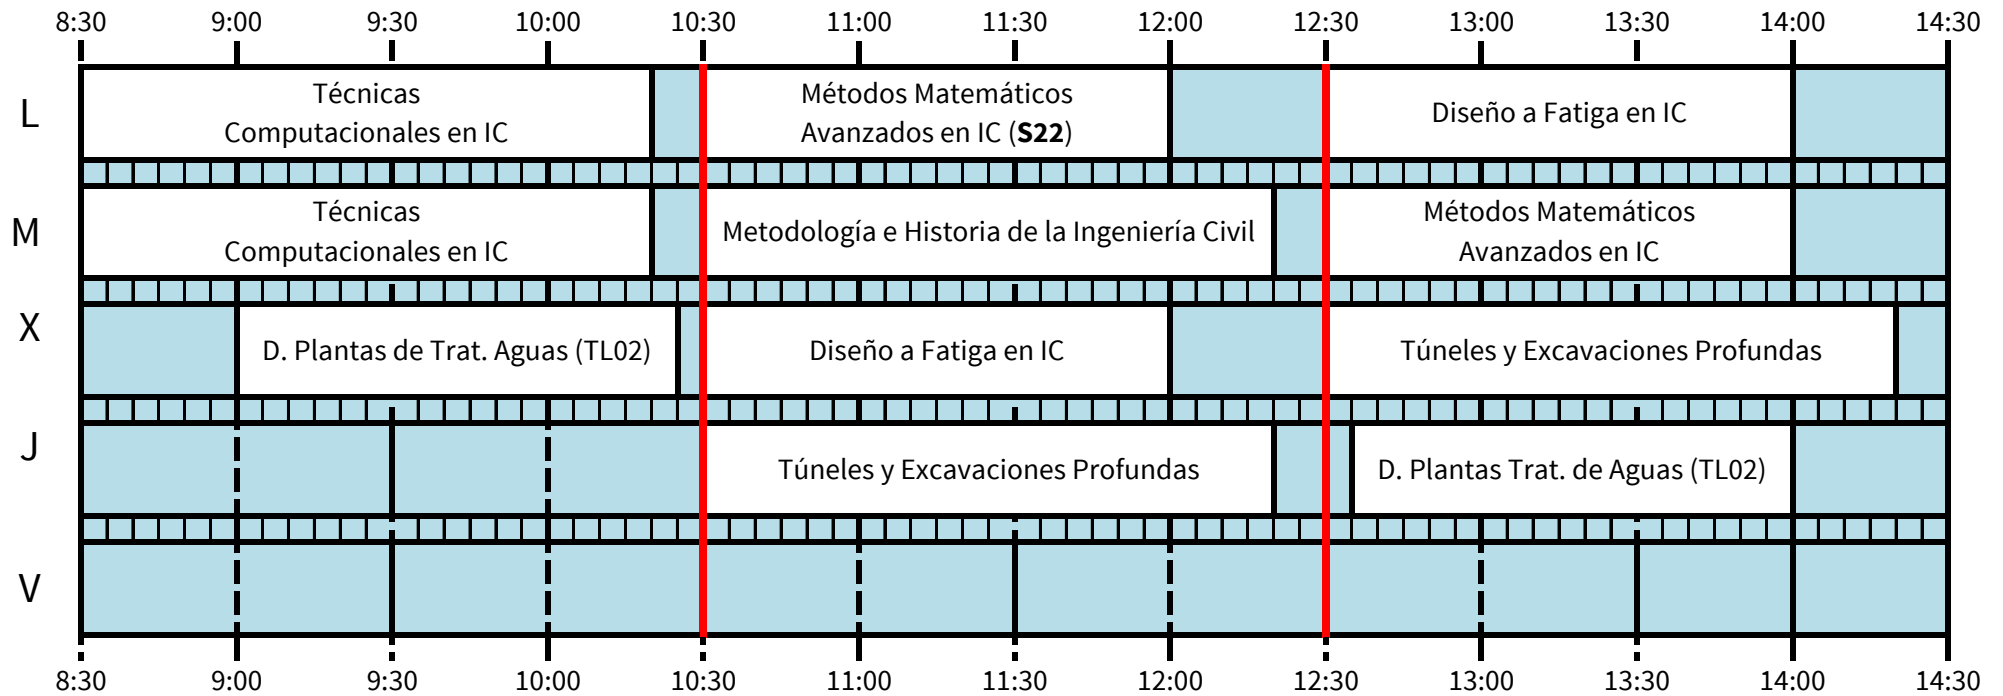 8:30 9:00 9:30 10:00 10:30 11:00 11:30 12:00 12:30 13:00 13:30 14:00 14:30
L
Técnicas
Computacionales en IC
Métodos Matemáticos
Avanzados en IC (S22)
Diseño a Fatiga en IC
M
Técnicas
Computacionales en IC
Metodología e Historia de la Ingeniería Civil
Métodos Matemáticos
Avanzados en IC
X
D. Plantas de Trat. Aguas (TL02)
Diseño a Fatiga en IC
Túneles y Excavaciones Profundas
J
Túneles y Excavaciones Profundas
D. Plantas Trat. de Aguas (TL02)
V
8:30 9:00 9:30 10:00 10:30 11:00 11:30 12:00 12:30 13:00 13:30 14:00 14:30